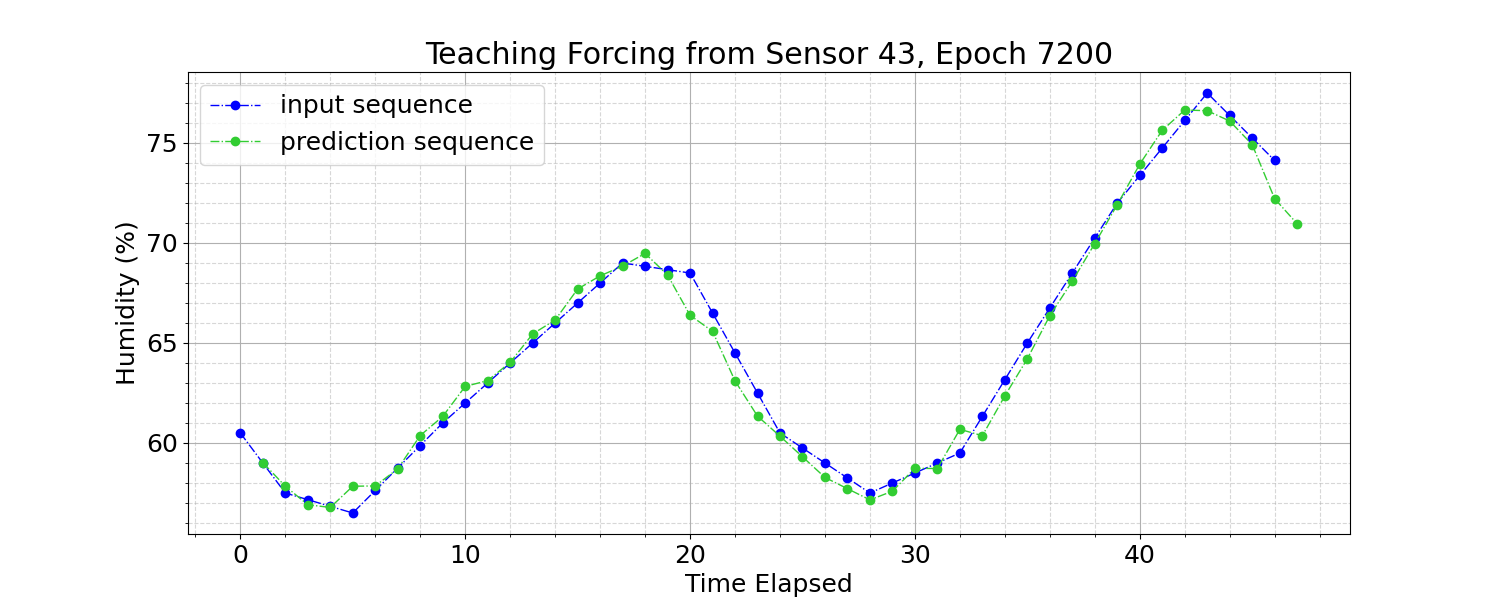 Teaching Forcing from Sensor 43, Epoch 7200
input sequence
prediction sequence
75
70
65
60
Humidity (%)
0 10 20 30 40
Time Elapsed